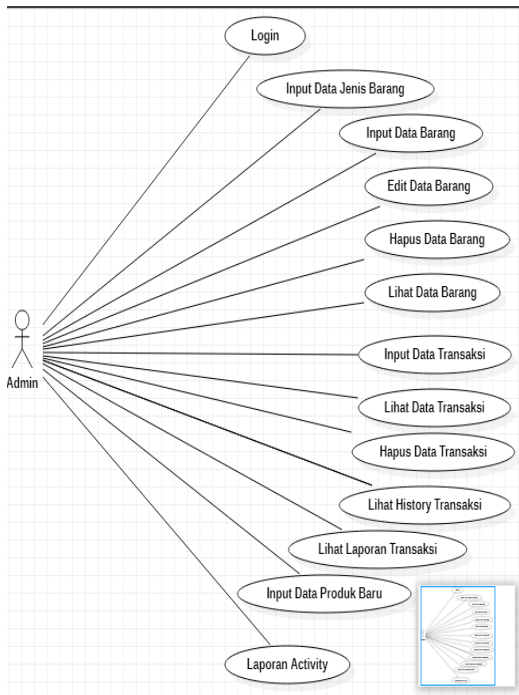 Login
Input Data Jenis Barang
Input Data Barang
Edit Data Barang
Hapus Data Barang
Lihat Data Barang
Input Data Transaksi
Admin
Lihat Data Transaksi
Hapus Data Transaksi
Lihat History Transaksi
Lihat Laporan Transaksi
Input Data Produk Baru
Laporan Activity